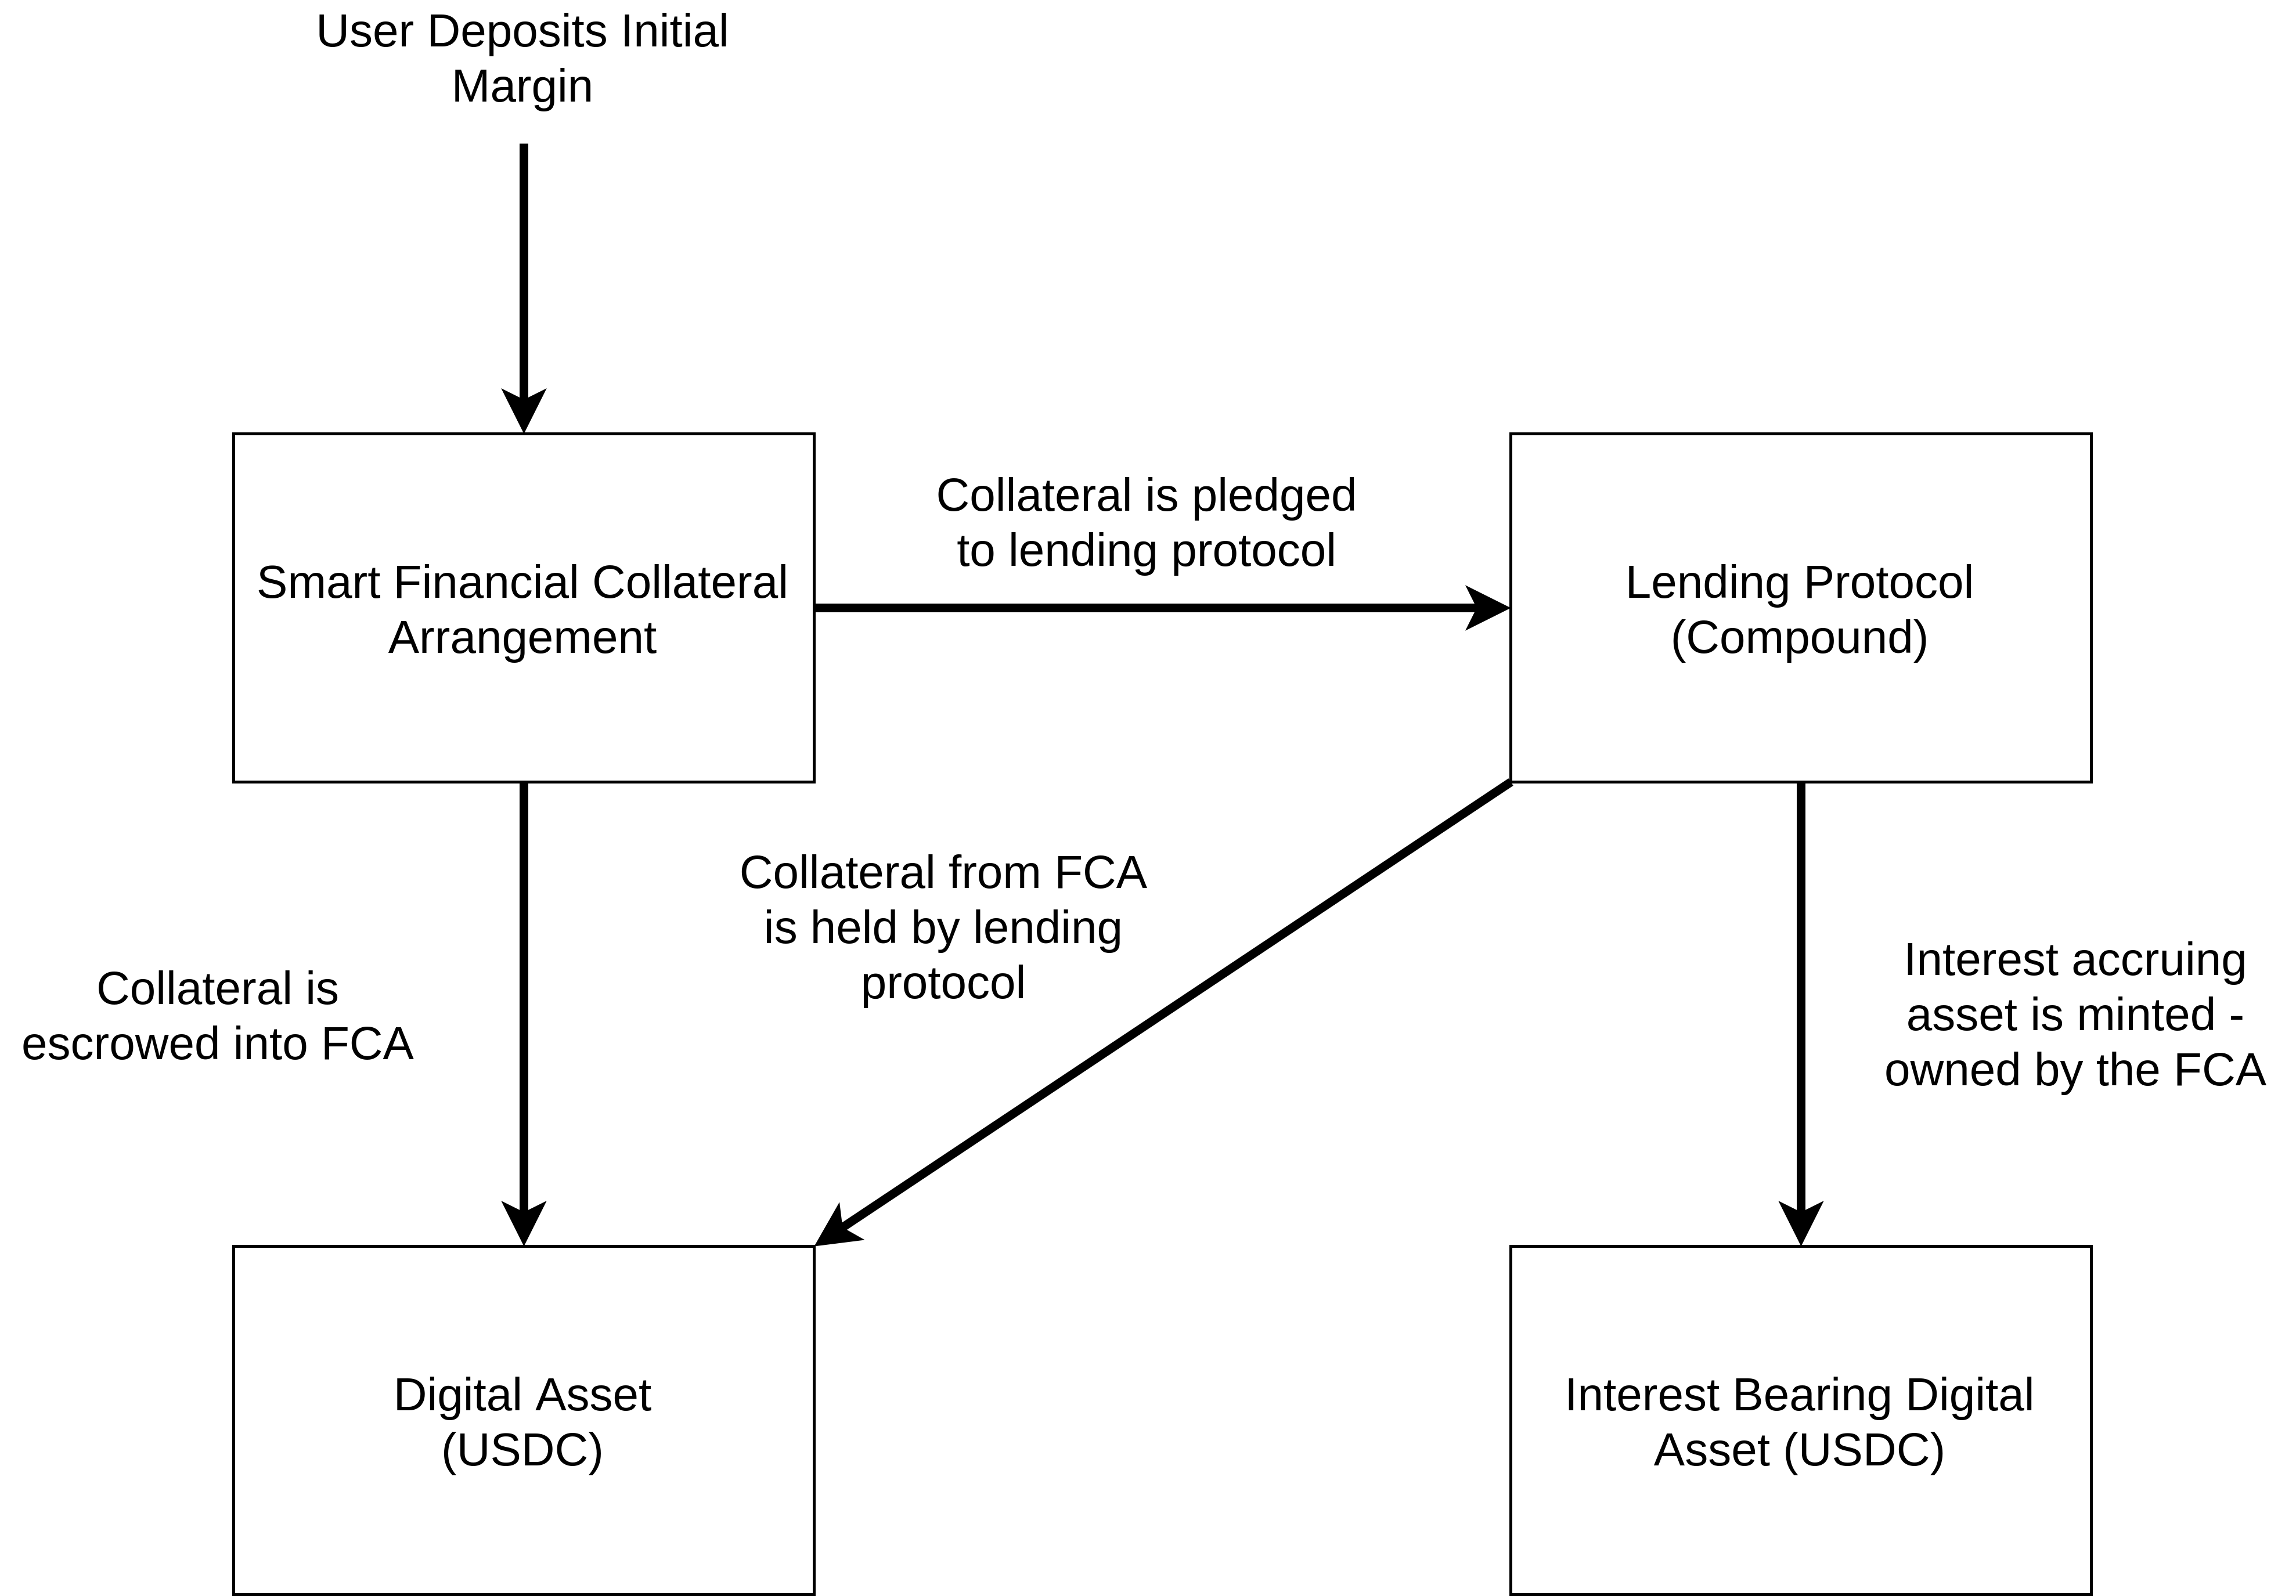 User Deposits Initial
Margin
Smart Financial Collateral
Arrangement
Collateral is pledged
to lending protocol
Lending Protocol
(Compound)
Collateral is
escrowed into FCA
Collateral from FCA
is held by lending
protocol
Interest accruing
asset is minted -
owned by the FCA
Digital Asset
(USDC)
Interest Bearing Digital
Asset (USDC)